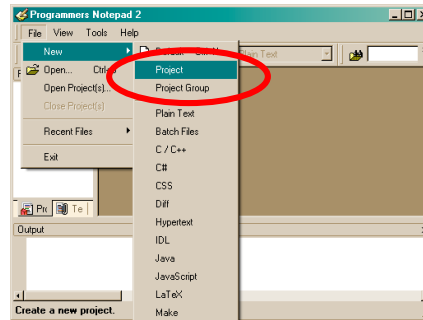 Programmers Notepad 2
File View Tools Help
New
Plain Text
Open...
Project
Open Project(s)...
Project Group
Close Project(s)
Plain Text
Recent Files
Batch Files
Exit
C / C++
C#
CSS
Diff
Te
Hypertext
Output
IDL
Java
JavaScript
LaTeX
Create a new project.
Make